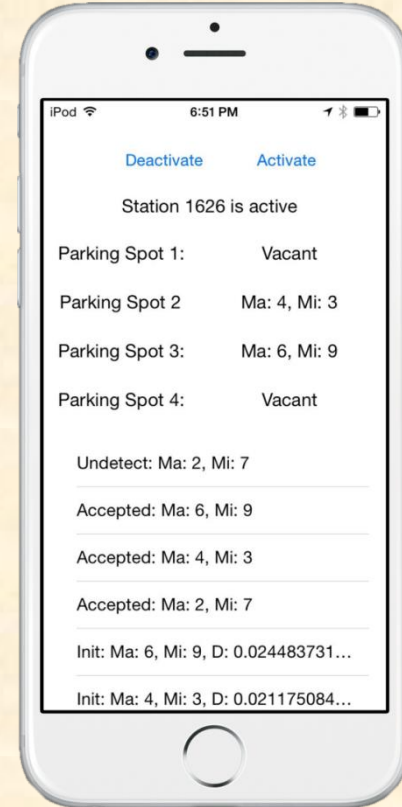 iPod 6:51 PM
Deactivate Activate
Station 1626 is active
Parking Spot 1: Vacant
Parking Spot 2 Ma: 4, Mi: 3
Parking Spot 3: Ma: 6, Mi: 9
Parking Spot 4: Vacant
Undetect: Ma: 2, Mi: 7
Accepted: Ma: 6, Mi: 9
Accepted: Ma: 4, Mi: 3
Accepted: Ma: 2, Mi: 7
Init: Ma: 6, Mi: 9, D: 0.024483731…
Init: Ma: 4, Mi: 3, D: 0.021175084…